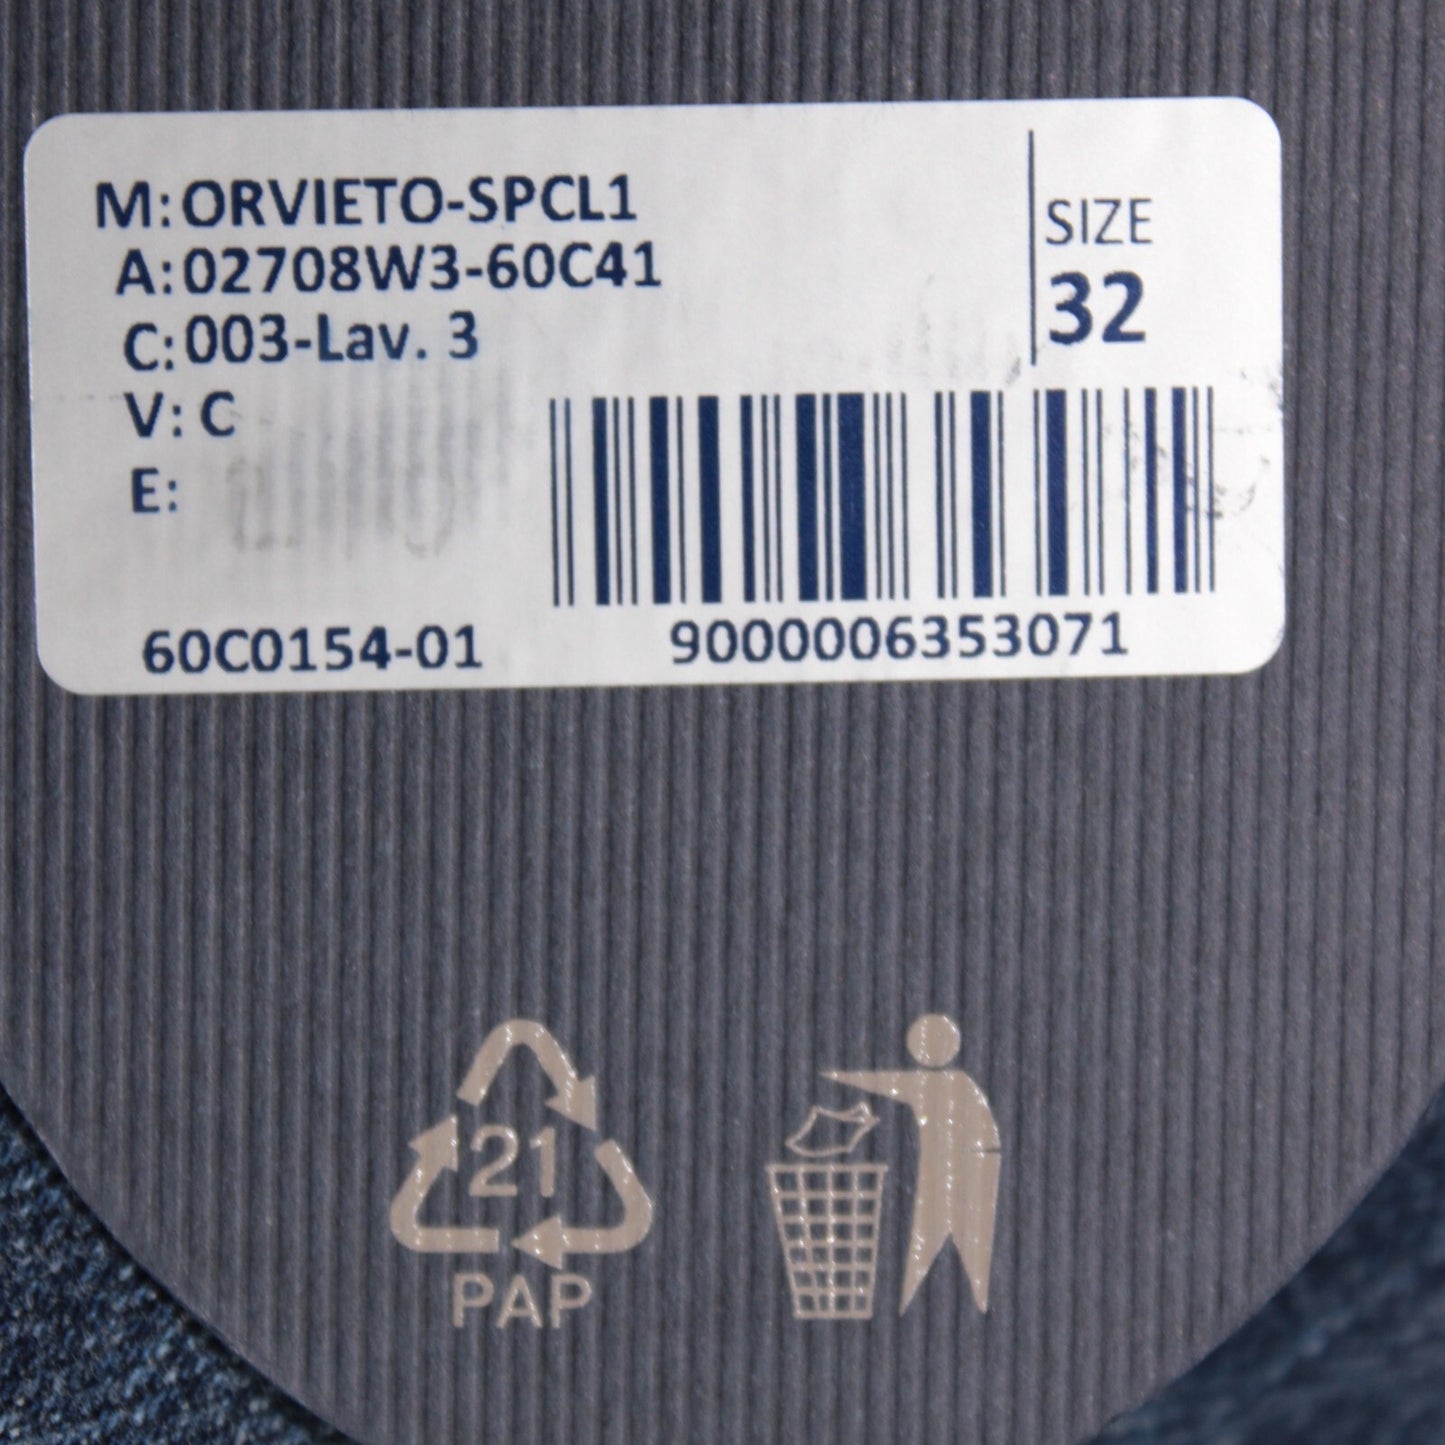 M: ORVIETO-SPCL1
A: 02708W3-60C41
C: 003-Lav. 3
V: C
E:
SIZE
32
60C0154-01
9000006353071
21
PAP